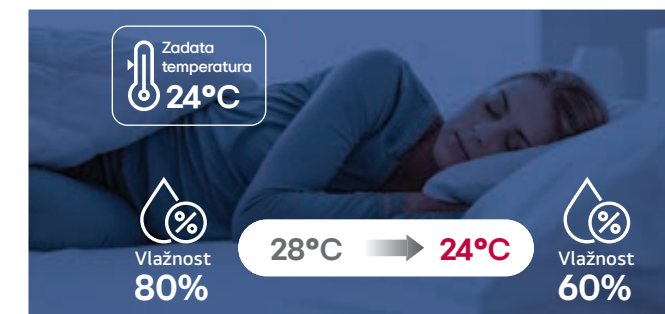 Zadata
temperatura
24°C
28°C → 24°C
Vlažnost
80%
Vlažnost
60%